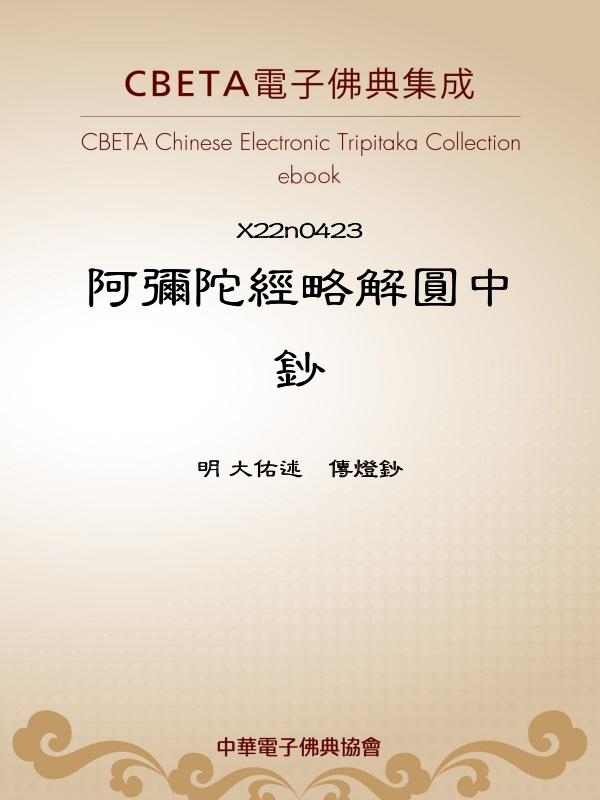 CBETA電子佛典集成
CBETA Chinese Electronic Tripitaka Collection
ebook
X22n0423
阿彌陀經略解圓中
鈔
明 大佑述　傳燈鈔
中華電子佛典協會